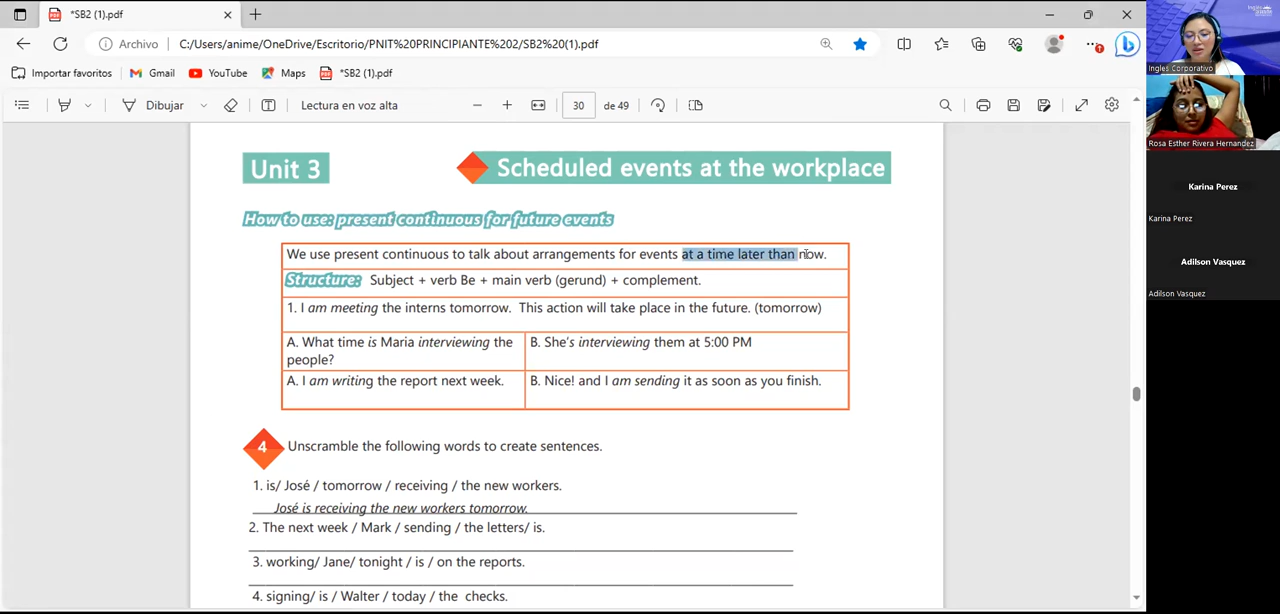 *SB2 (1).pdf
Archivo C:/Users/anime/OneDrive/Escritorio/PNIT%20PRINCIPIANTE%202/SB2%20(1).pdf
Importar favoritos Gmail YouTube Maps *SB2 (1).pdf
Dibujar Lectura en voz alta 30 de 49
Unit 3 Scheduled events at the workplace
How to use: present continuous for future events
We use present continuous to talk about arrangements for events at a time later than now.
Structure: Subject + verb Be + main verb (gerund) + complement.
1. I am meeting the interns tomorrow. This action will take place in the future. (tomorrow)
A. What time is Maria interviewing the people?
B. She's interviewing them at 5:00 PM
A. I am writing the report next week.
B. Nice! and I am sending it as soon as you finish.
4 Unscramble the following words to create sentences.
1. is/ José / tomorrow / receiving / the new workers.
José is receiving the new workers tomorrow.
2. The next week / Mark / sending / the letters/ is.
3. working/ Jane/ tonight / is / on the reports.
4. signing/ is / Walter / today / the checks.
Ingles Corporativo
Rosa Esther Rivera Hernandez
Karina Perez
Karina Perez
Adilson Vasquez
Adilson Vasquez